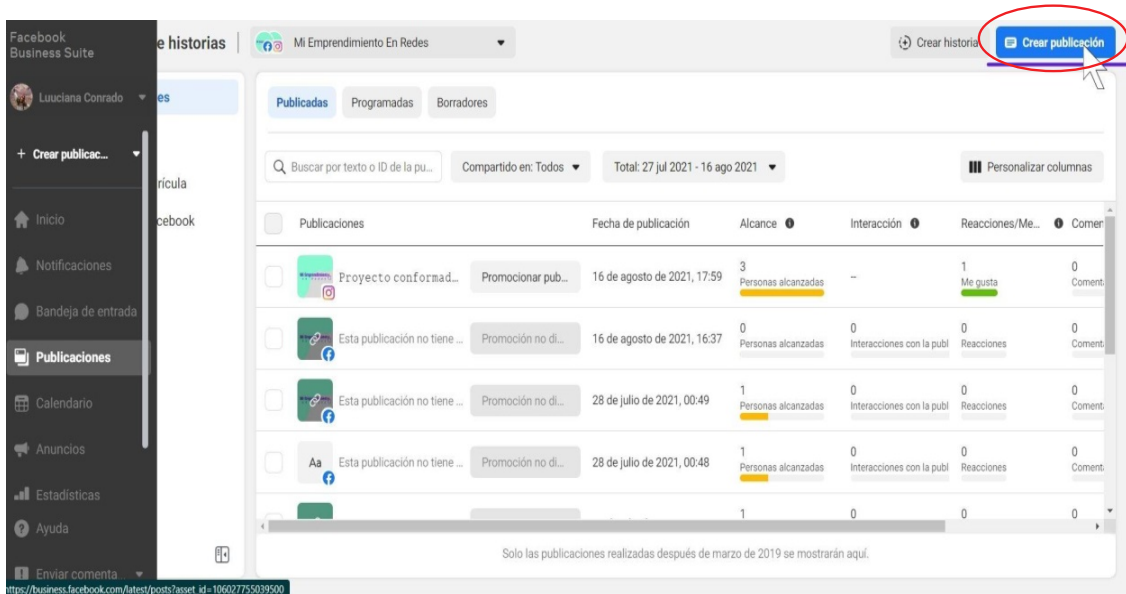 Facebook
Business Suite
Luuciana Conrado
+ Crear publicac...
Inicio
Notificaciones
Bandeja de entrada
Publicaciones
Calendario
Anuncios
Estadísticas
Ayuda
Enviar comenta...
https://business.facebook.com/latest/posts?asset_id=106027755039500
e historias
Mi Emprendimiento En Redes
Crear historia
Crear publicación
es
rícula
cebook
Publicadas Programadas Borradores
Buscar por texto o ID de la pu... Compartido en: Todos Total: 27 jul 2021 - 16 ago 2021 Personalizar columnas
Publicaciones Fecha de publicación Alcance Interacción Reacciones/Me... Comen
Proyecto conformad... Promocionar pub... 16 de agosto de 2021, 17:59 3 -- 1 0
Personas alcanzadas Me gusta Coment
Esta publicación no tiene ... Promoción no di... 16 de agosto de 2021, 16:37 0 0 0 0
Personas alcanzadas Interacciones con la publ Reacciones Coment
Esta publicación no tiene ... Promoción no di... 28 de julio de 2021, 00:49 1 0 0 0
Personas alcanzadas Interacciones con la publ Reacciones Coment
Aa Esta publicación no tiene ... Promoción no di... 28 de julio de 2021, 00:48 1 0 0 0
Personas alcanzadas Interacciones con la publ Reacciones Coment
1 0 0 0
Solo las publicaciones realizadas después de marzo de 2019 se mostrarán aquí.